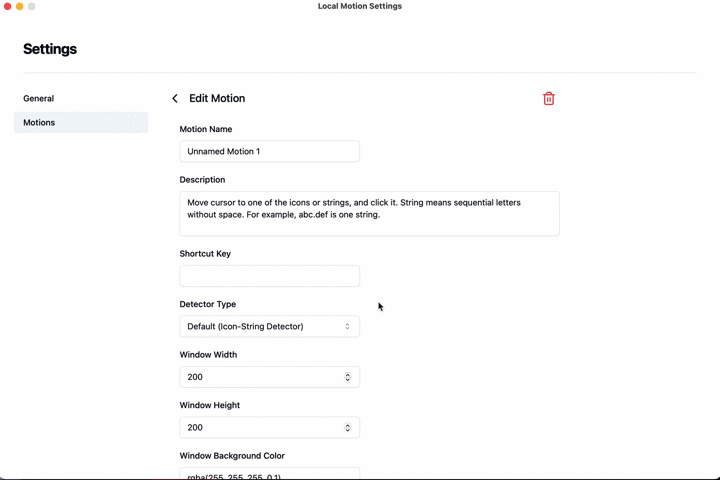 Local Motion Settings
Settings
General
Motions
Edit Motion
Motion Name
Unnamed Motion 1
Description
Move cursor to one of the icons or strings, and click it. String means sequential letters
without space. For example, abc.def is one string.
Shortcut Key
Detector Type
Default (Icon-String Detector)
Window Width
200
Window Height
200
Window Background Color
rgba(255, 255, 255, 0.1)